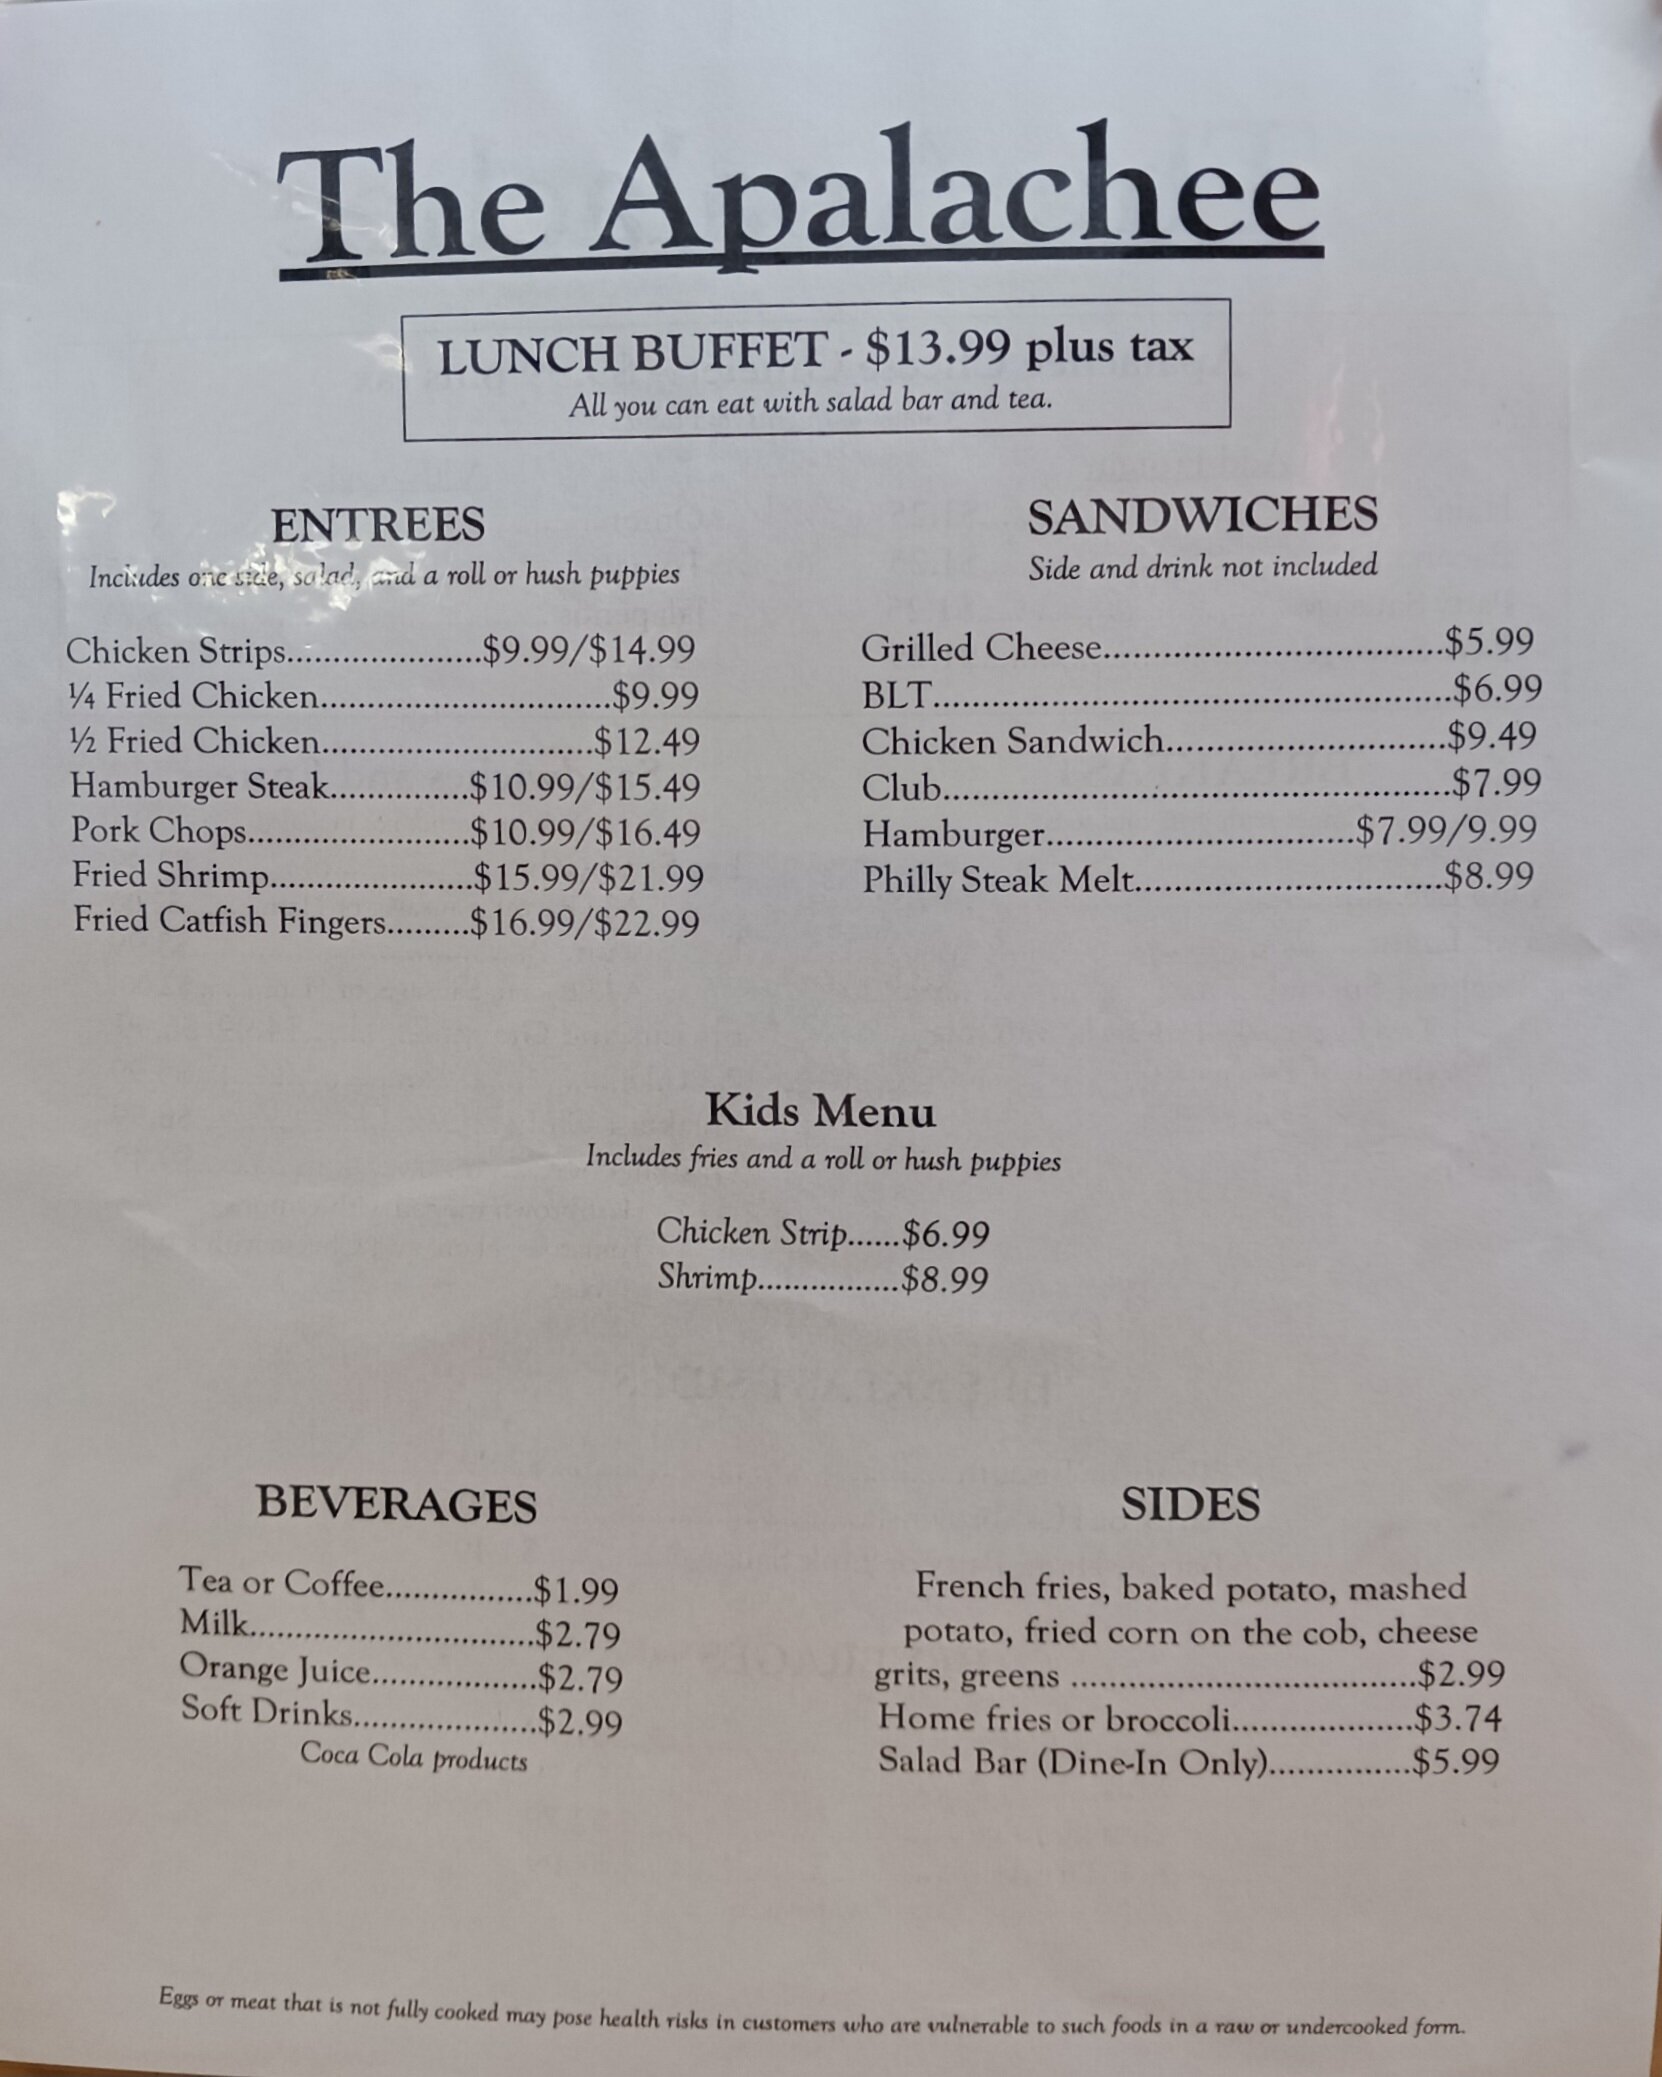 The Apalachee
LUNCH BUFFET - $13.99 plus tax
All you can eat with salad bar and tea.
ENTREES
Includes one side, salad, and a roll or hush puppies
Chicken Strips.....................$9.99/$14.99
¼ Fried Chicken................................$9.99
½ Fried Chicken.............................$12.49
Hamburger Steak...............$10.99/$15.49
Pork Chops........................$10.99/$16.49
Fried Shrimp......................$15.99/$21.99
Fried Catfish Fingers.........$16.99/$22.99
SANDWICHES
Side and drink not included
Grilled Cheese.....................................$5.99
BLT........................................................$6.99
Chicken Sandwich..............................$9.49
Club.......................................................$7.99
Hamburger.................................$7.99/9.99
Philly Steak Melt.................................$8.99
Kids Menu
Includes fries and a roll or hush puppies
Chicken Strip......$6.99
Shrimp................$8.99
BEVERAGES
Tea or Coffee................$1.99
Milk...............................$2.79
Orange Juice..................$2.79
Soft Drinks....................$2.99
Coca Cola products
SIDES
French fries, baked potato, mashed
potato, fried corn on the cob, cheese
grits, greens ......................................$2.99
Home fries or broccoli....................$3.74
Salad Bar (Dine-In Only)................$5.99
Eggs or meat that is not fully cooked may pose health risks in customers who are vulnerable to such foods in a raw or undercooked form.